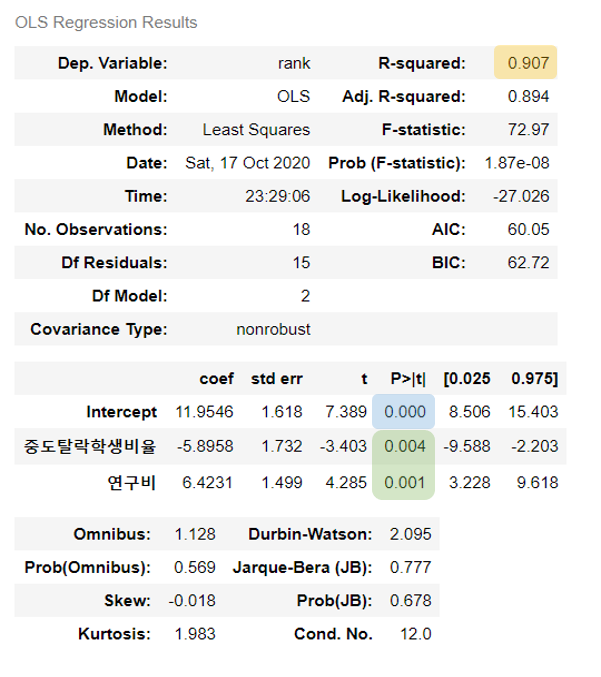 OLS Regression Results
Dep. Variable: rank R-squared: 0.907
Model: OLS Adj. R-squared: 0.894
Method: Least Squares F-statistic: 72.97
Date: Sat, 17 Oct 2020 Prob (F-statistic): 1.87e-08
Time: 23:29:06 Log-Likelihood: -27.026
No. Observations: 18 AIC: 60.05
Df Residuals: 15 BIC: 62.72
Df Model: 2
Covariance Type: nonrobust
coef std err t P>|t| [0.025 0.975]
Intercept 11.9546 1.618 7.389 0.000 8.506 15.403
중도탈락학생비율 -5.8958 1.732 -3.403 0.004 -9.588 -2.203
연구비 6.4231 1.499 4.285 0.001 3.228 9.618
Omnibus: 1.128 Durbin-Watson: 2.095
Prob(Omnibus): 0.569 Jarque-Bera (JB): 0.777
Skew: -0.018 Prob(JB): 0.678
Kurtosis: 1.983 Cond. No. 12.0